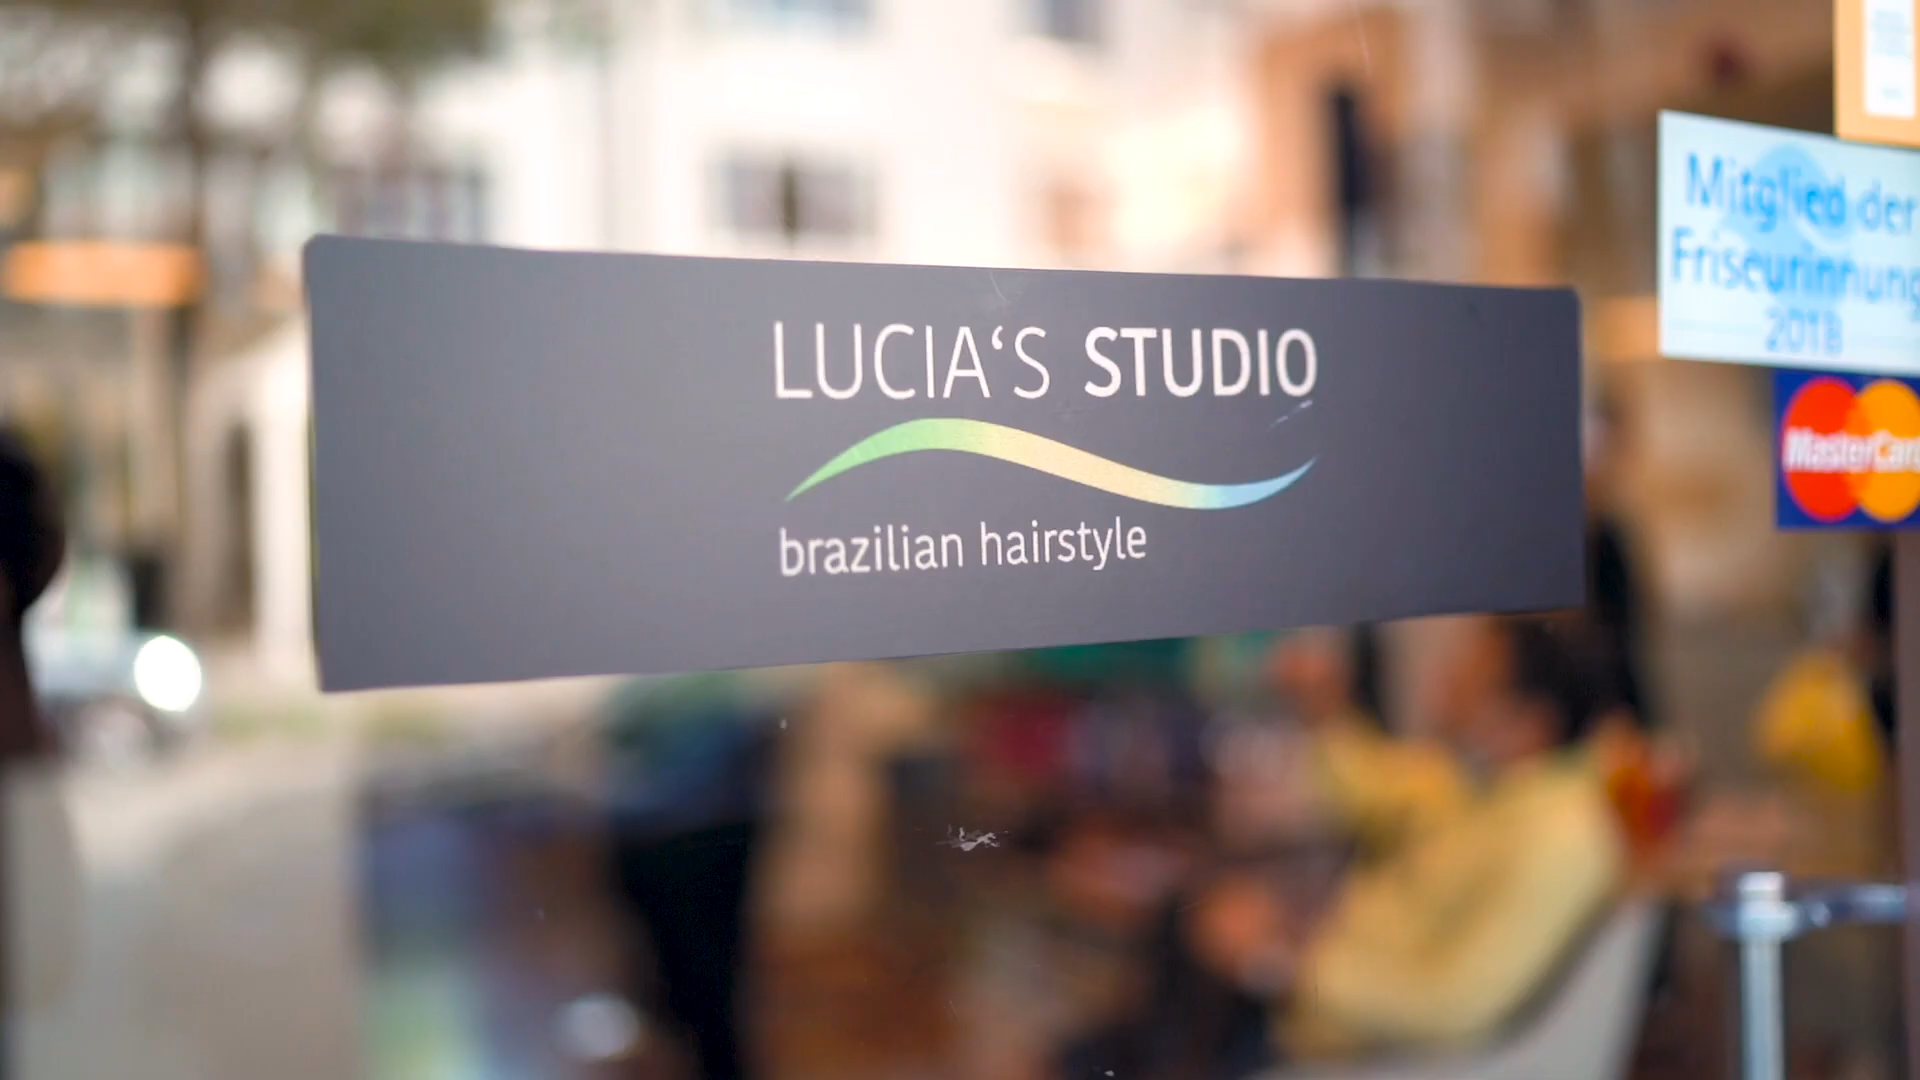 LUCIA‘S STUDIO
brazilian hairstyle
Mitglied der
Friseurinnung
2018
MasterCard